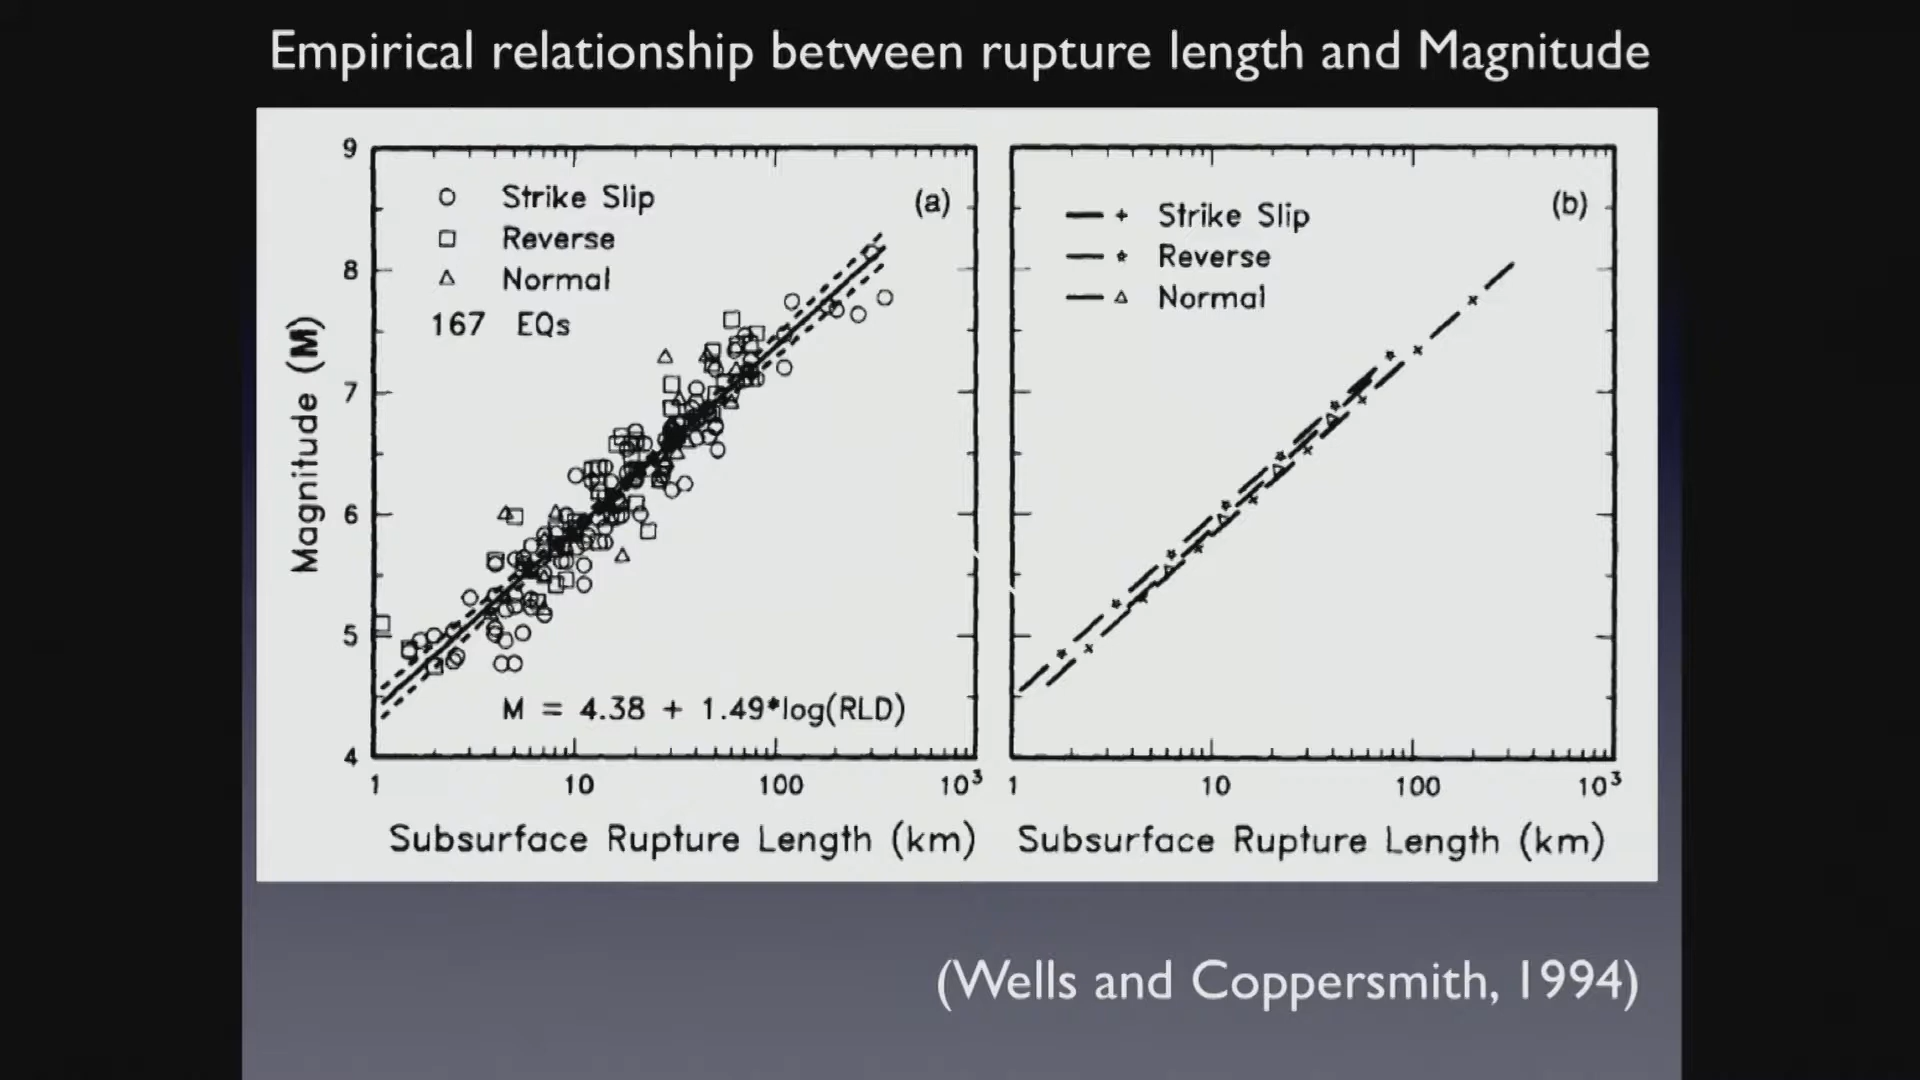 Empirical relationship between rupture length and Magnitude
9
8
7
6
5
4
Magnitude (M)
Strike Slip
Reverse
Normal
167 EQs
(a)
M = 4.38 + 1.49*log(RLD)
1 10 100 10³
Subsurface Rupture Length (km)
Strike Slip
Reverse
Normal
(b)
1 10 100 10³
Subsurface Rupture Length (km)
(Wells and Coppersmith, 1994)